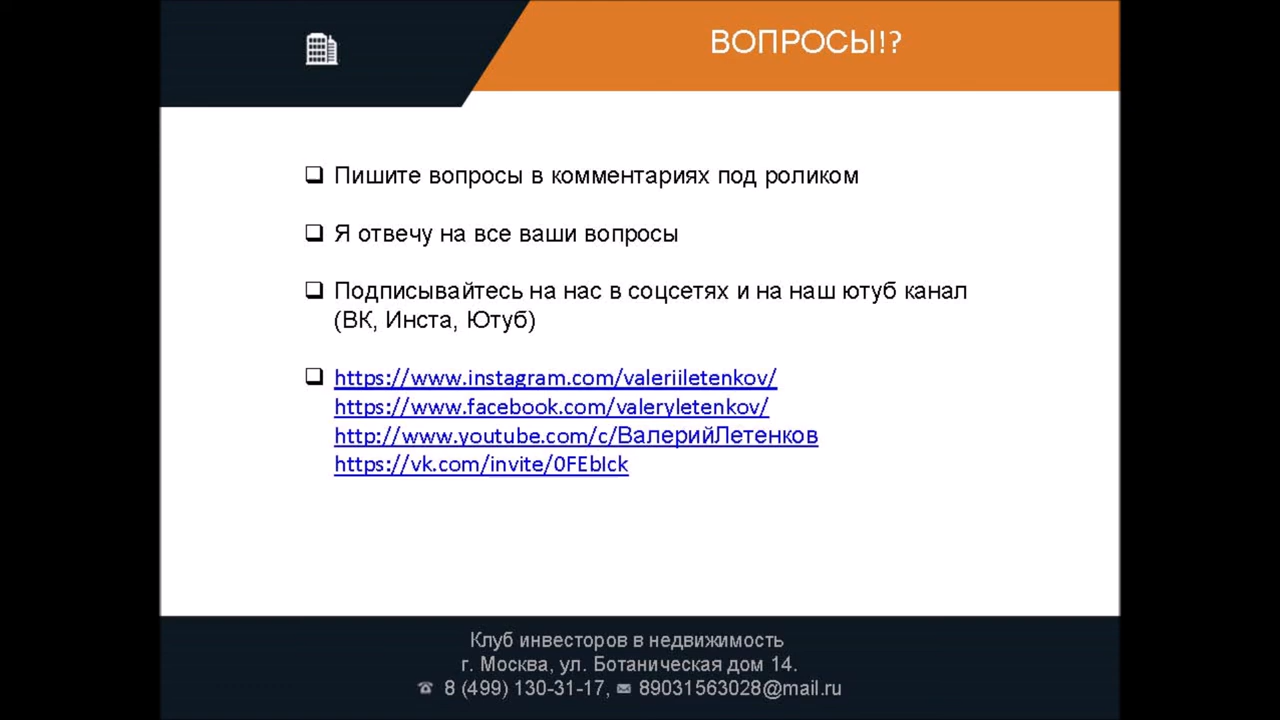 ВОПРОСЫ!?
Пишите вопросы в комментариях под роликом
Я отвечу на все ваши вопросы
Подписывайтесь на нас в соцсетях и на наш ютуб канал
(ВК, Инста, Ютуб)
https://www.instagram.com/valeriiletenkov/
https://www.facebook.com/valeryletenkov/
http://www.youtube.com/c/ВалерийЛетенков
https://vk.com/invite/0FEbIck
Клуб инвесторов в недвижимость
г. Москва, ул. Ботаническая дом 14.
8 (499) 130-31-17, 89031563028@mail.ru